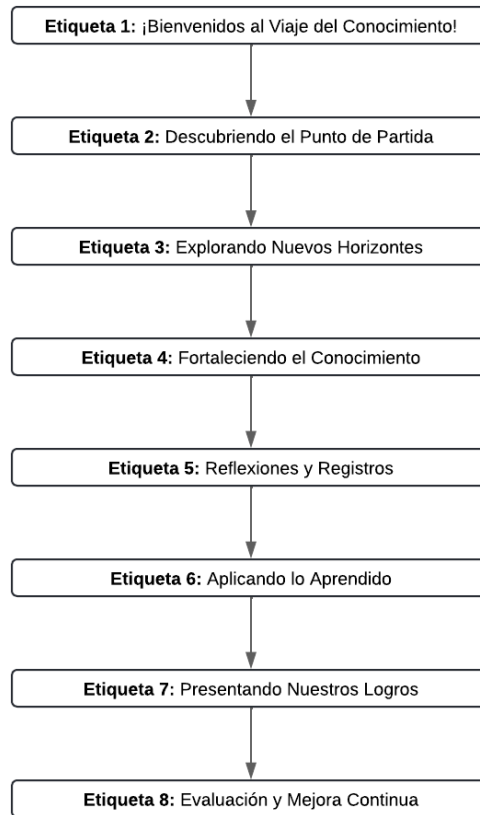 Etiqueta 1: ¡Bienvenidos al Viaje del Conocimiento!
Etiqueta 2: Descubriendo el Punto de Partida
Etiqueta 3: Explorando Nuevos Horizontes
Etiqueta 4: Fortaleciendo el Conocimiento
Etiqueta 5: Reflexiones y Registros
Etiqueta 6: Aplicando lo Aprendido
Etiqueta 7: Presentando Nuestros Logros
Etiqueta 8: Evaluación y Mejora Continua